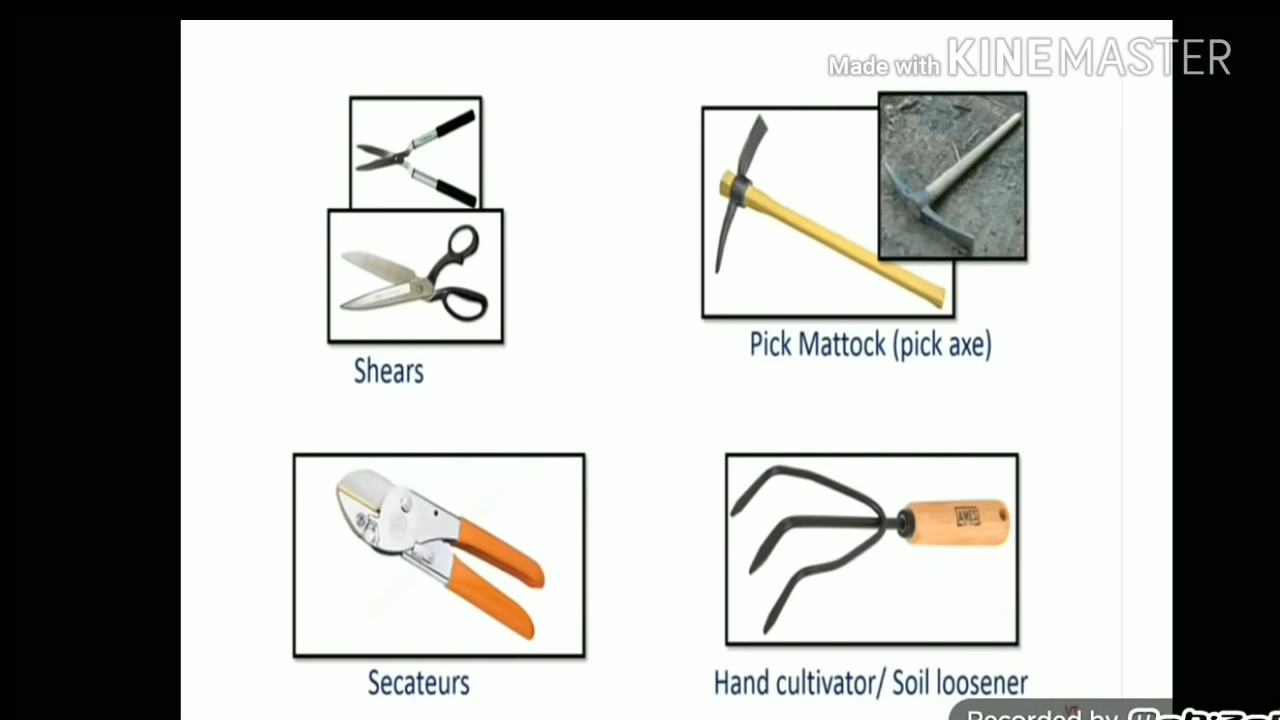 Made with KINEMASTER
Shears
Pick Mattock (pick axe)
AMES
Secateurs
Hand cultivator/ Soil loosener
Recorded by